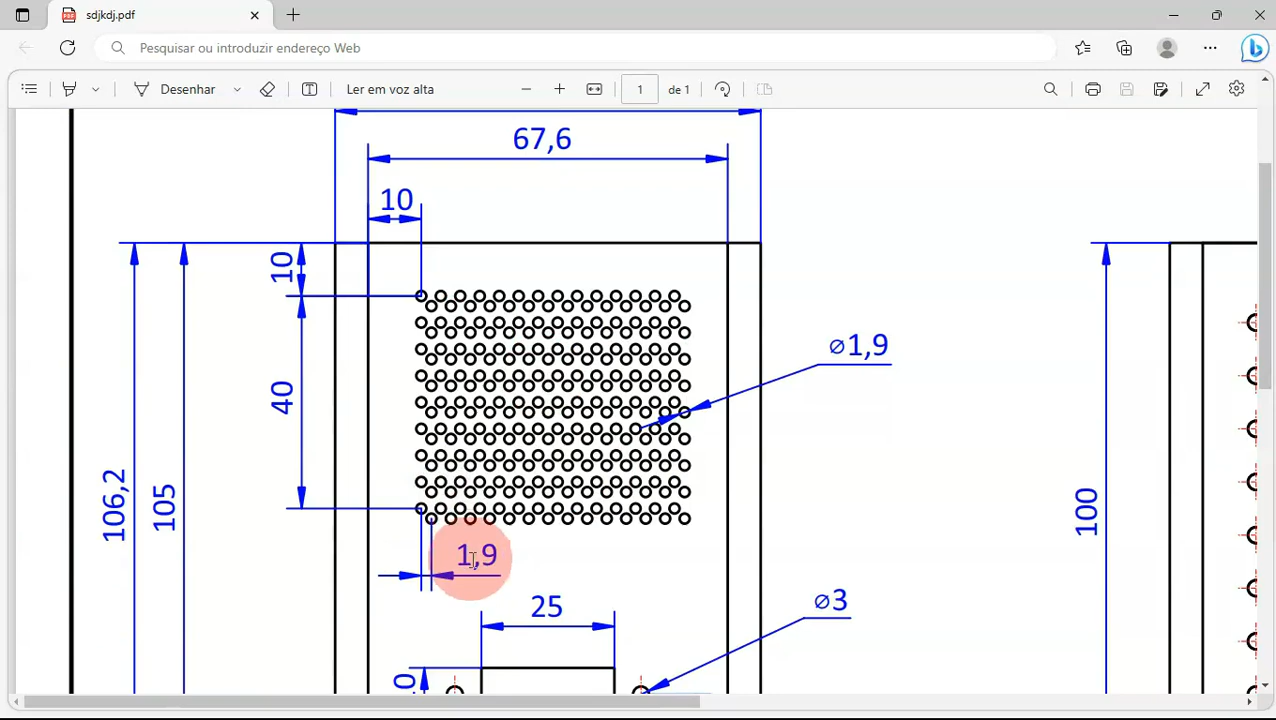 sdjkdj.pdf
Pesquisar ou introduzir endereço Web
Desenhar
Ler em voz alta
1
de 1
67,6
10
10
⌀1,9
40
106,2
105
100
1,9
25
⌀3